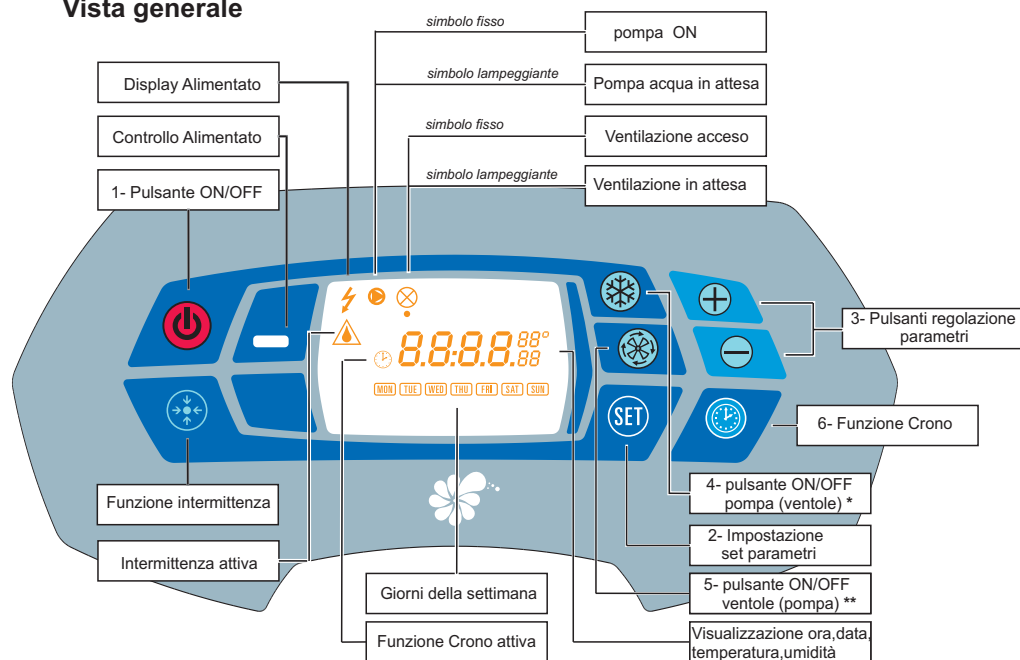 Vista generale
simbolo fisso
pompa ON
simbolo lampeggiante
Pompa acqua in attesa
simbolo fisso
Ventilazione acceso
simbolo lampeggiante
Ventilazione in attesa
Display Alimentato
Controllo Alimentato
1- Pulsante ON/OFF
8.8:8.8.88°
88
MON TUE WED THU FRI SAT SUN
SET
3- Pulsanti regolazione
parametri
6- Funzione Crono
4- pulsante ON/OFF
pompa (ventole) *
2- Impostazione
set parametri
5- pulsante ON/OFF
ventole (pompa) **
Visualizzazione ora,data,
temperatura,umidità
Funzione intermittenza
Intermittenza attiva
Giorni della settimana
Funzione Crono attiva